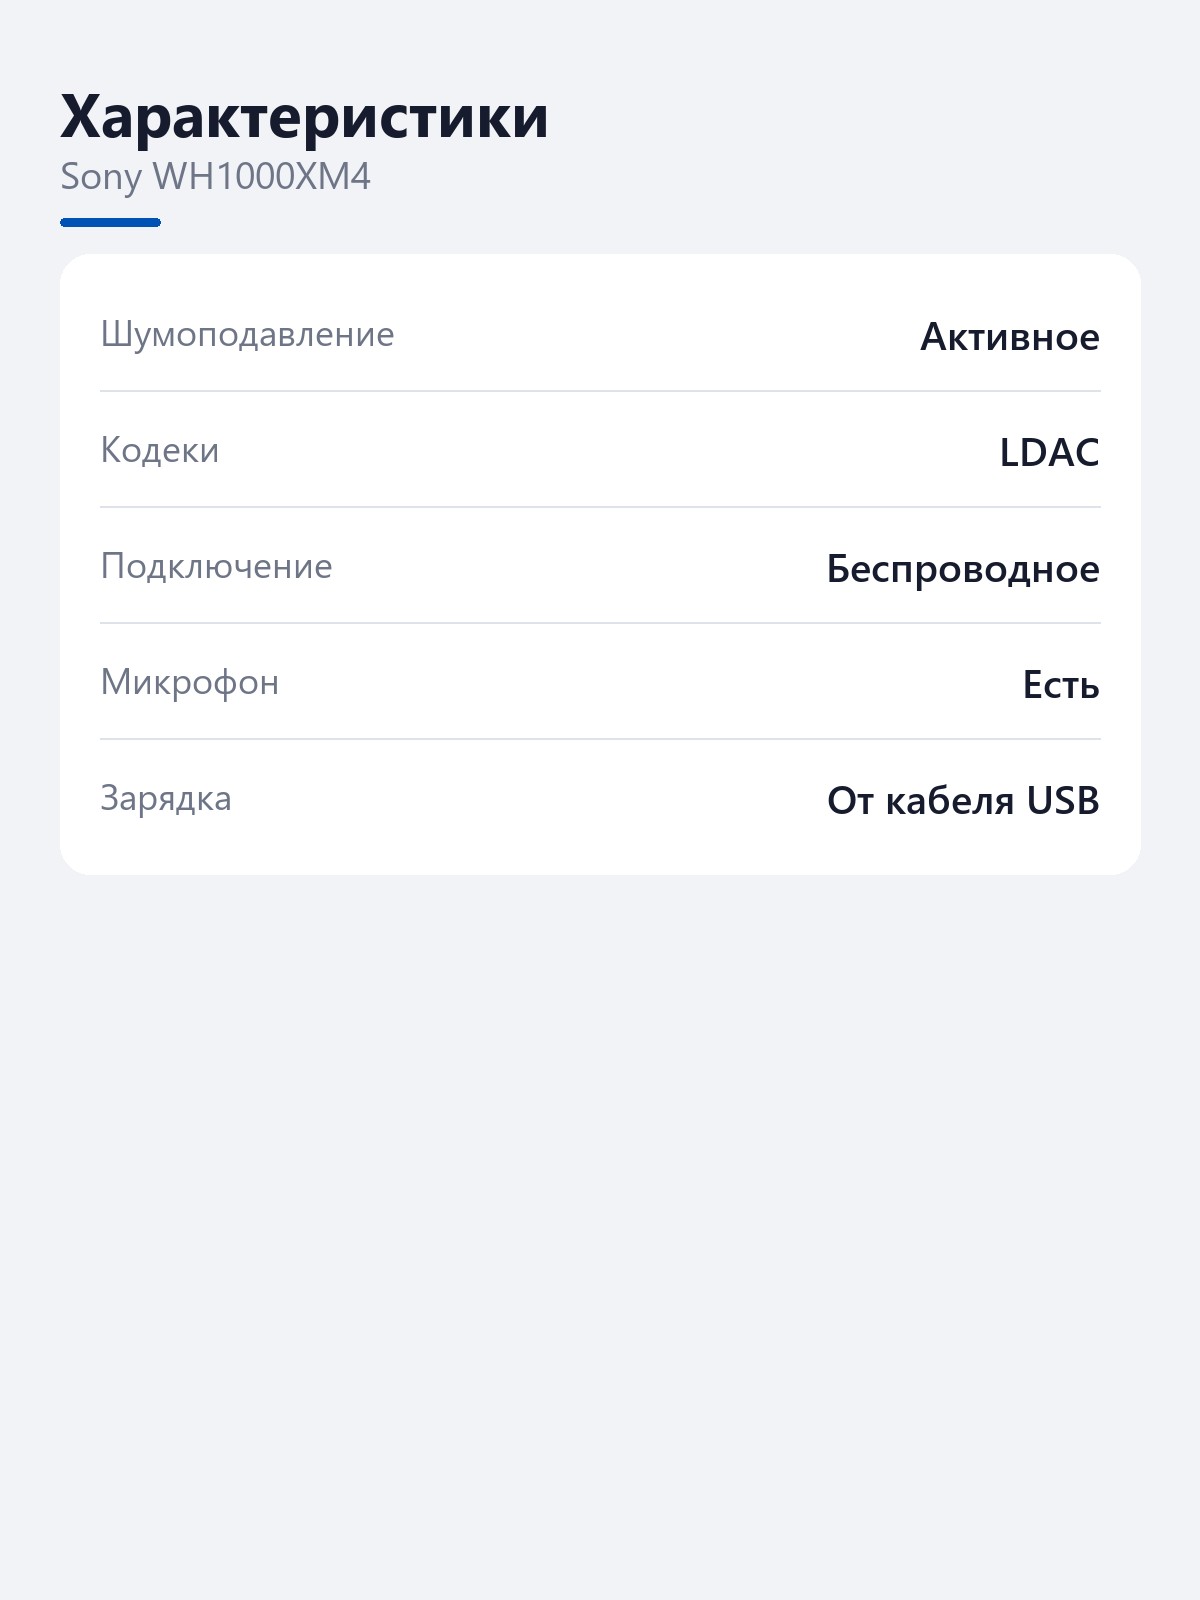 Характеристики
Sony WH1000XM4
Шумоподавление Активное
Кодеки LDAC
Подключение Беспроводное
Микрофон Есть
Зарядка От кабеля USB